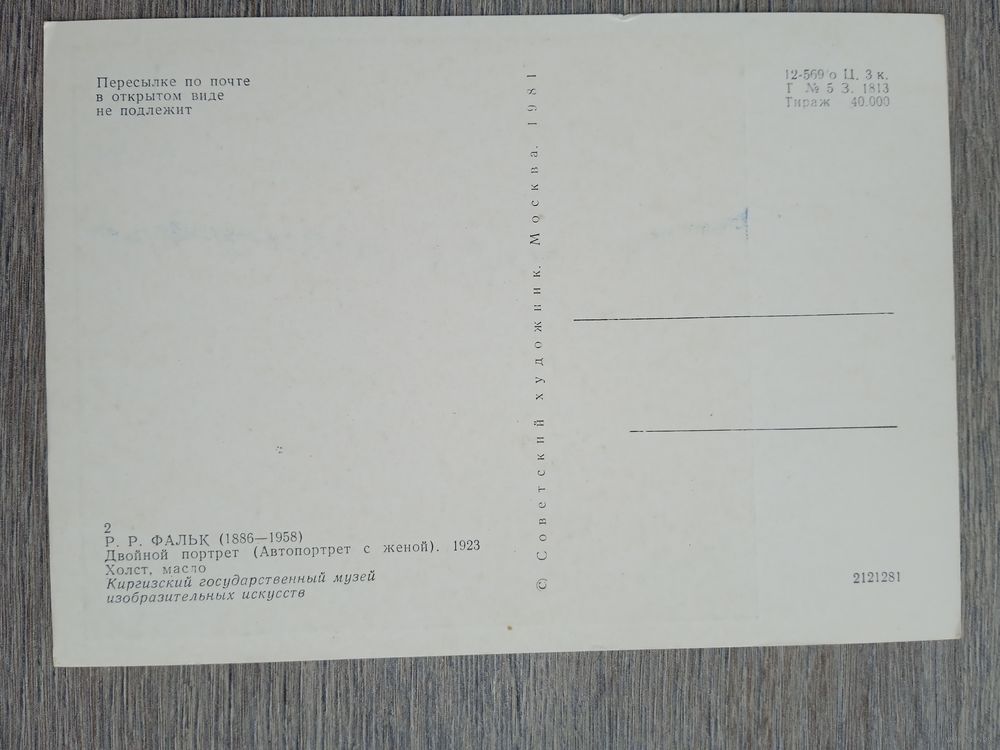 Пересылке по почте
в открытом виде
не подлежит
2
Р. Р. ФАЛЬК (1886—1958)
Двойной портрет (Автопортрет с женой). 1923
Холст, масло
Киргизский государственный музей
изобразительных искусств
© Советский художник. Москва. 1981
12-569 о Ц. 3 к.
Г № 5 З. 1813
Тираж 40.000
2121281